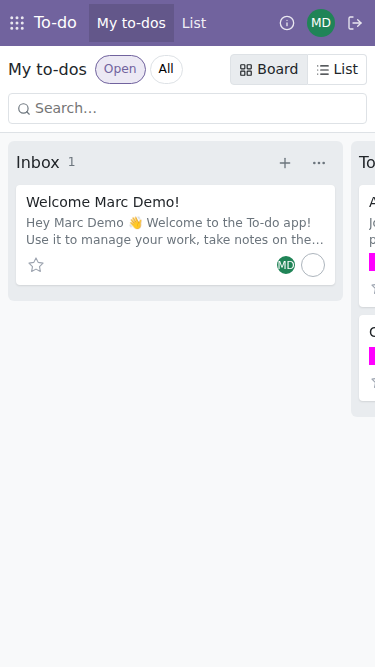 To-do My to-dos List MD
My to-dos Open All Board List
Search...
Inbox 1
Welcome Marc Demo!
Hey Marc Demo 👋 Welcome to the To-do app!
Use it to manage your work, take notes on the...
MD
To